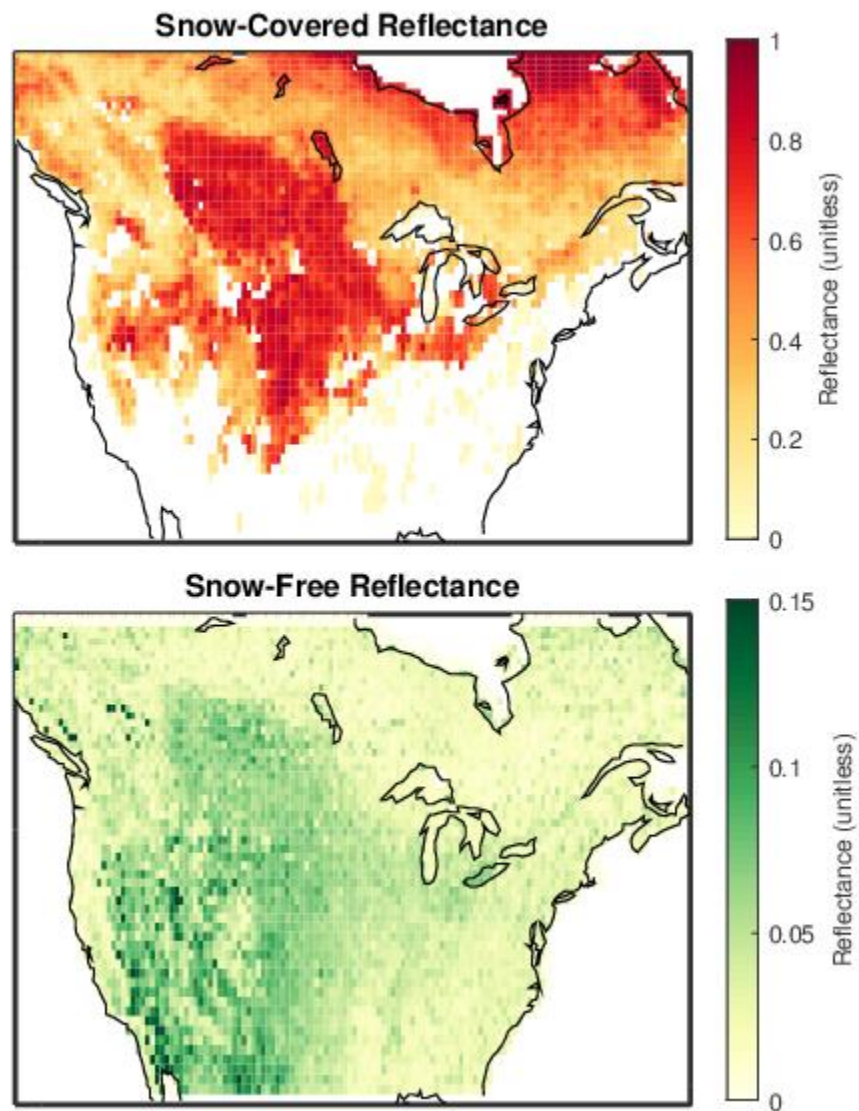 Snow-Covered Reflectance
1
0.8
0.6
0.4
0.2
0
Reflectance (unitless)
Snow-Free Reflectance
0.15
0.1
0.05
0
Reflectance (unitless)